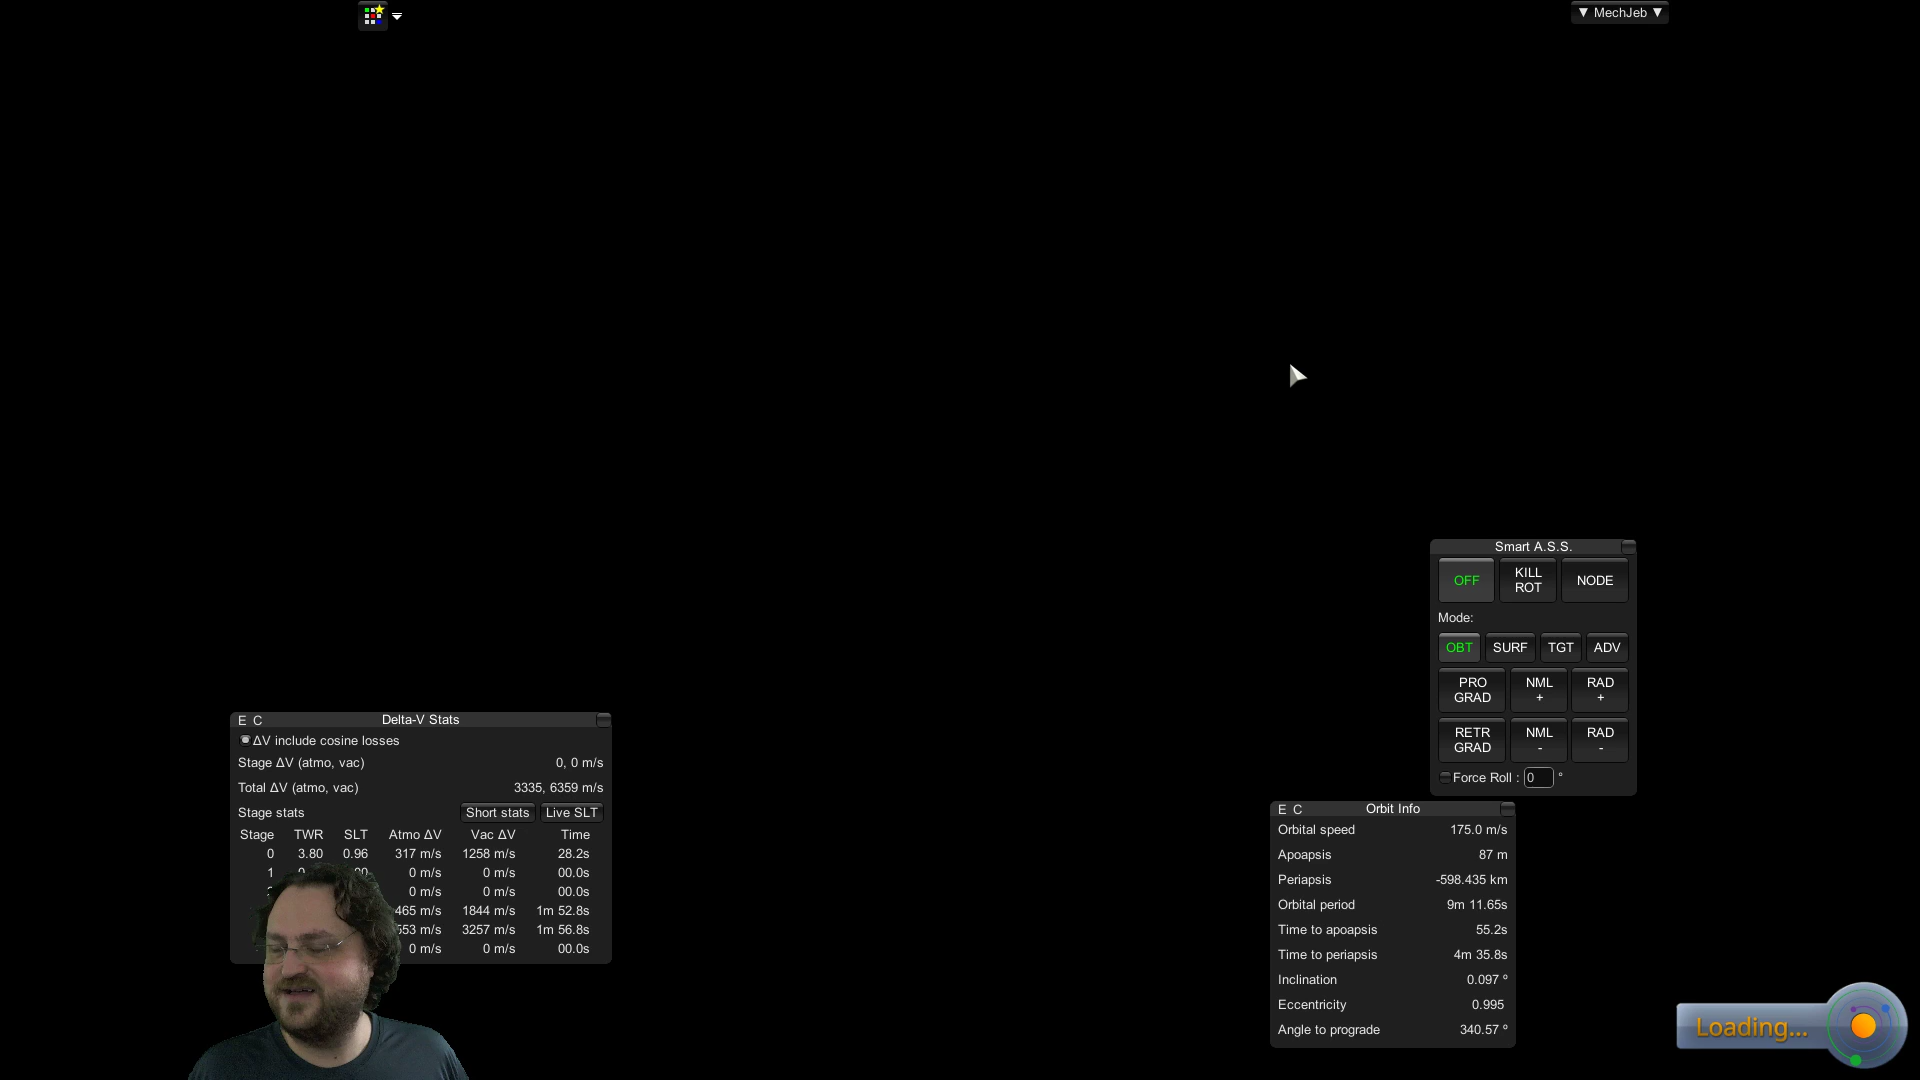 ▼ MechJeb ▼
Smart A.S.S.
OFF
KILL
ROT
NODE
Mode:
OBT SURF TGT ADV
PRO
GRAD
NML
+
RAD
+
RETR
GRAD
NML
-
RAD
-
Force Roll : 0 °
E C Delta-V Stats
ΔV include cosine losses
Stage ΔV (atmo, vac) 0, 0 m/s
Total ΔV (atmo, vac) 3335, 6359 m/s
Stage stats Short stats Live SLT
Stage TWR SLT Atmo ΔV Vac ΔV Time
0 3.80 0.96 317 m/s 1258 m/s 28.2s
1 0 m/s 0 m/s 00.0s
0 m/s 0 m/s 00.0s
465 m/s 1844 m/s 1m 52.8s
553 m/s 3257 m/s 1m 56.8s
0 m/s 0 m/s 00.0s
E C Orbit Info
Orbital speed 175.0 m/s
Apoapsis 87 m
Periapsis -598.435 km
Orbital period 9m 11.65s
Time to apoapsis 55.2s
Time to periapsis 4m 35.8s
Inclination 0.097 º
Eccentricity 0.995
Angle to prograde 340.57 º
Loading...